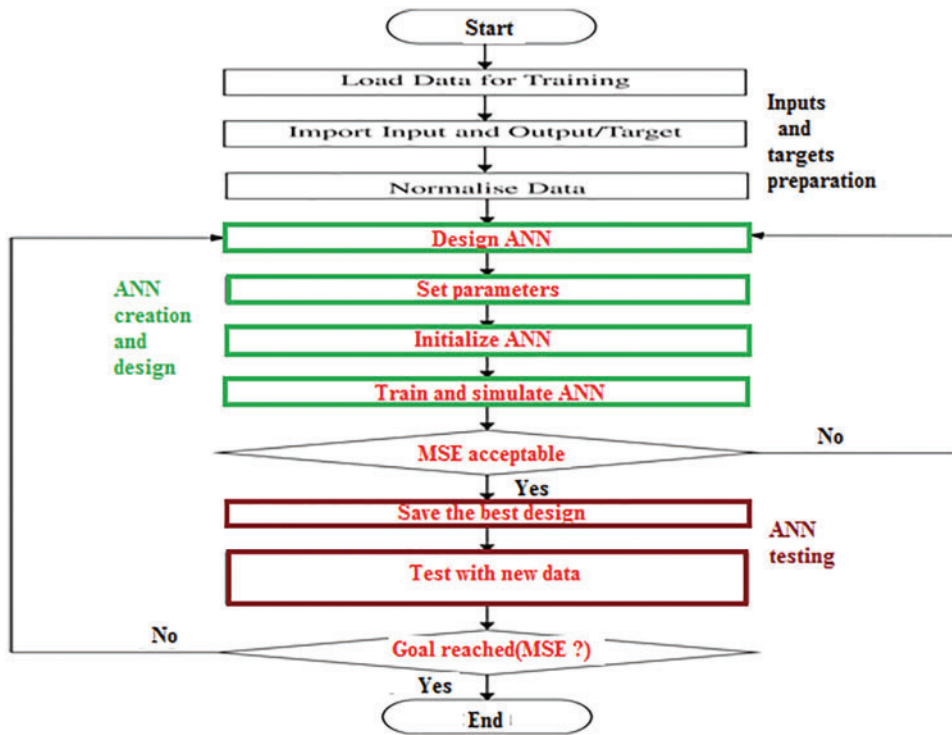 Start
Load Data for Training
Import Input and Output/Target
Normalise Data
Inputs
and
targets
preparation
Design ANN
Set parameters
Initialize ANN
Train and simulate ANN
ANN
creation
and
design
MSE acceptable
No
Yes
Save the best design
Test with new data
ANN
testing
Goal reached(MSE ?)
No
Yes
End